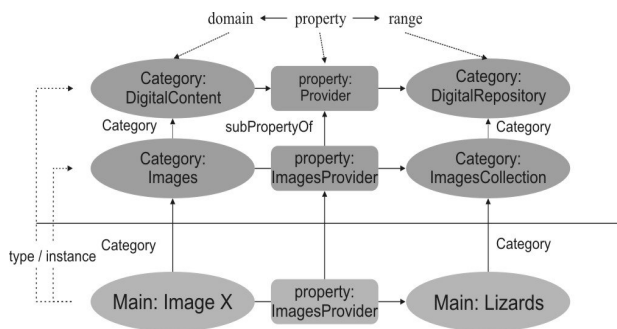 domain property range
Category:
DigitalContent
property:
Provider
Category:
DigitalRepository
Category
subPropertyOf
Category
Category:
Images
property:
ImagesProvider
Category:
ImagesCollection
type / instance
Category
Category
Main: Image X
property:
ImagesProvider
Main: Lizards